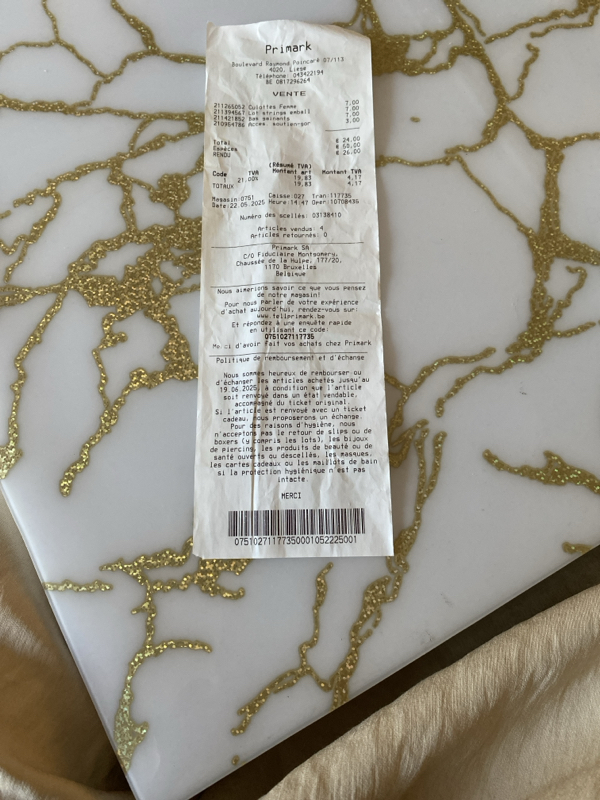 Primark
Boulevard Raymond Poincaré 07/113
4020, Liège
Téléphone: 043422194
BE 0817296264
VENTE
211265052 Culottes Femme 7.00
211394567 Lot strings embell 7.00
211421852 Bas seinants 7.00
210954786 Acces. soutien-gor 3.00
Total € 24.00
Espèces € 50.00
RENDU € 26.00
(Résumé TVA)
Code TVA Montant art Montant TVA
1 21.00% 19.83 4.17
TOTAUX 19.83 4.17
Magasin:0751 Caisse:027 Tran:117735
Date:22.05.2025 Heure:14:47 Oper:10708435
Numéro des scellés: 03138410
Articles vendus: 4
Articles retournés: 0
Primark SA
C/O Fiducimire Montgomery,
Chaussée de la Hulpe, 177/20,
1170 Bruxelles
Belgique
Nous aimerions savoir ce que vous pensez
de notre magasin!
Pour nous parler de votre expérience
d'achat aujourd'hui, rendez-vous sur:
www.tellprimark.be
Et répondez à une enquête rapide
en utilisant ce code:
0751027117735
Merci d'avoir fait vos achats chez Primark
Politique de remboursement et d'échange
Nous sommes heureux de rembourser ou
d'échanger les articles achetés jusqu'au
19.06.2025, à condition que l'article
soit renvoyé dans un état vendable,
accompagné du ticket original.
Si l'article est renvoyé avec un ticket
cadeau, nous proposerons un échange.
Pour des raisons d'hygiène, nous
n'acceptons pas le retour de slips ou de
boxers (y compris les lots), les bijoux
de piercing, les produits de beauté ou de
santé ouverts ou descellés, les masques,
les cartes cadeaux ou les maillots de bain
si la protection hygiénique n'est pas
intacte.
MERCI
07510271177350001052225001